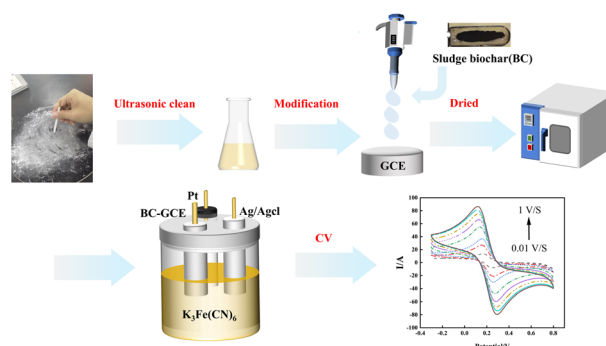 Sludge biochar(BC)
Ultrasonic clean
Modification
Dried
GCE
Pt
BC-GCE
Ag/Agcl
CV
K3Fe(CN)6
1 V/S
0.01 V/S
I/A
100
80
60
40
20
0
-20
-40
-60
-80
-100
-0.4 -0.2 0.0 0.2 0.4 0.6 0.8
Potential/V